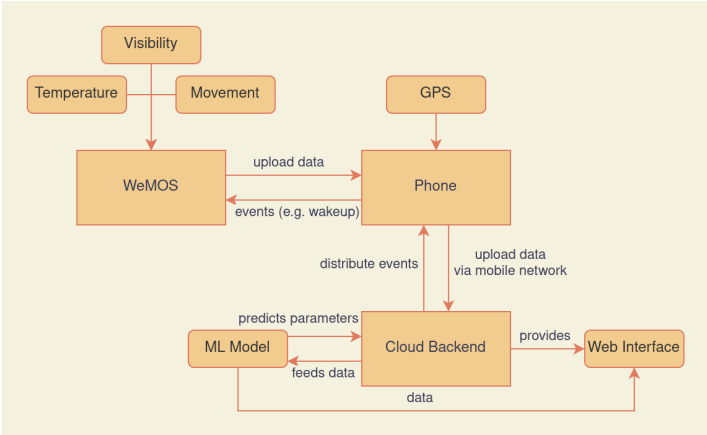 Visibility
Temperature
Movement
GPS
WeMOS
upload data
Phone
events (e.g. wakeup)
distribute events
upload data
via mobile network
predicts parameters
ML Model
Cloud Backend
provides
Web Interface
feeds data
data